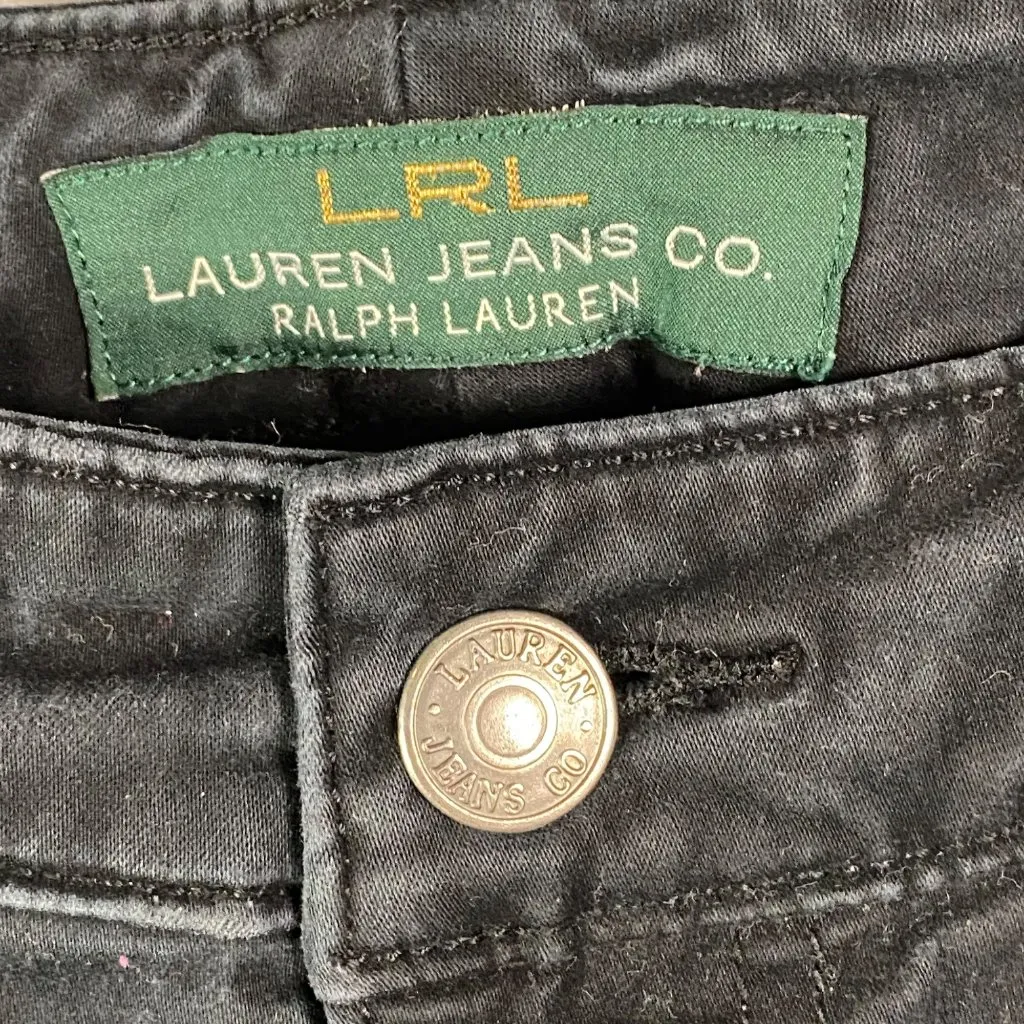 LRL
LAUREN JEANS CO.
RALPH LAUREN
LAUREN
JEANS CO